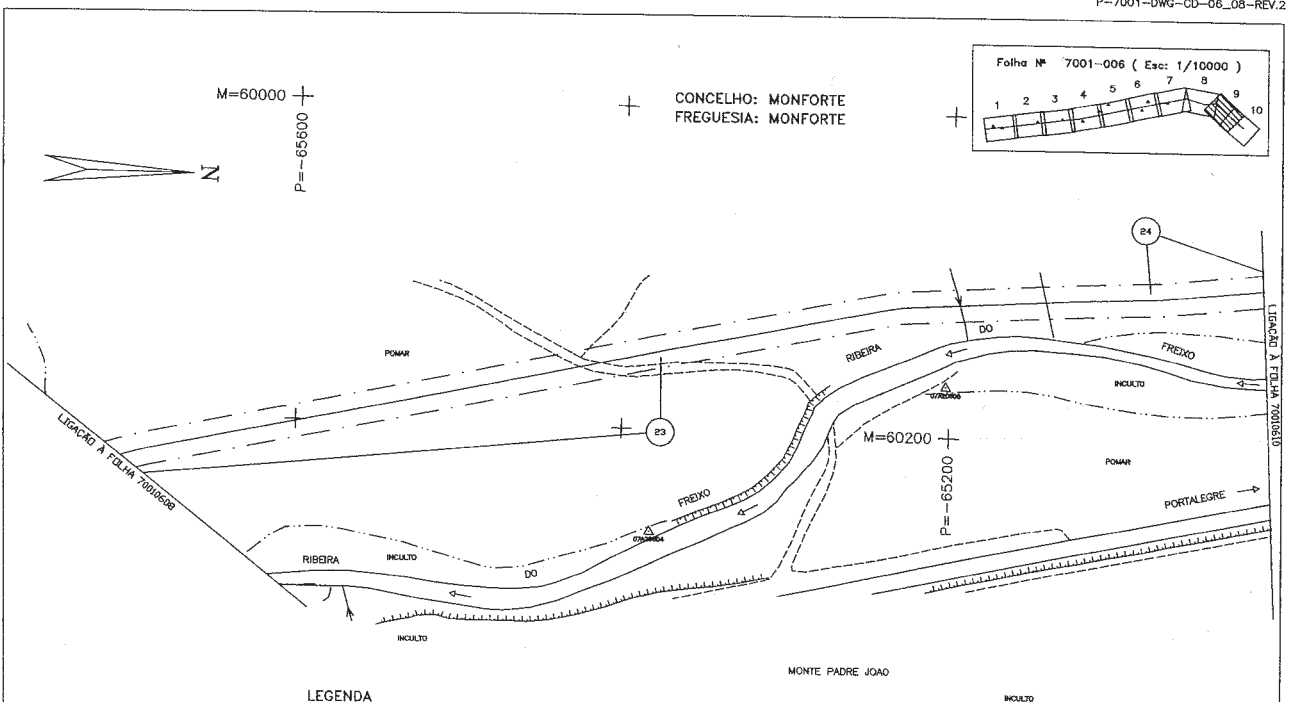 P-7001-DWG-CD-06_08-REV.2
Folha Nº 7001-006 ( Esc: 1/10000 )
1 2 3 4 5 6 7 8 9 10
M=60000
P=-65600
CONCELHO: MONFORTE
FREGUESIA: MONFORTE
N
24
POMAR
RIBEIRA
DO
FREIXO
INCULTO
LIGAÇÃO À FOLHA 70010610
LIGAÇÃO À FOLHA 70010608
23
M=60200
P=-65200
POMAR
PORTALEGRE
FREIXO
RIBEIRA
INCULTO
DO
INCULTO
MONTE PADRE JOAO
LEGENDA
INCULTO